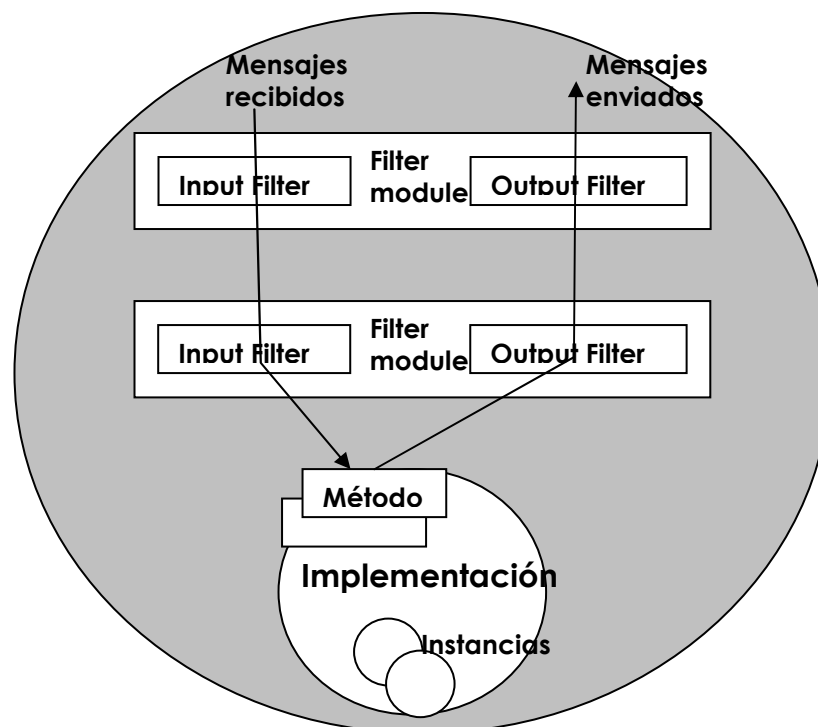 Mensajes
recibidos
Mensajes
enviados
Input Filter
Filter
module
Output Filter
Input Filter
Filter
module
Output Filter
Método
Implementación
Instancias